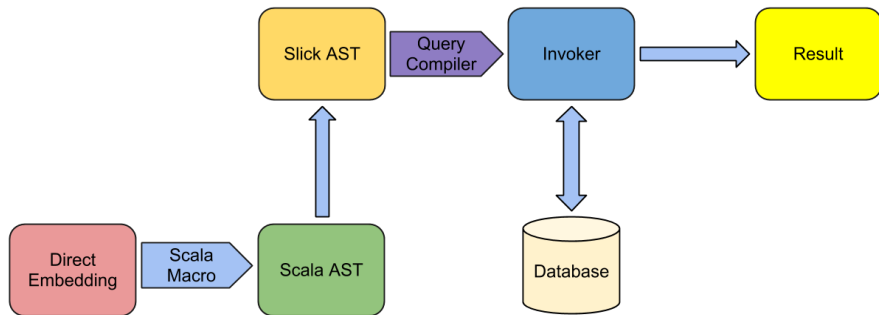 Slick AST
Query
Compiler
Invoker
Result
Direct
Embedding
Scala
Macro
Scala AST
Database